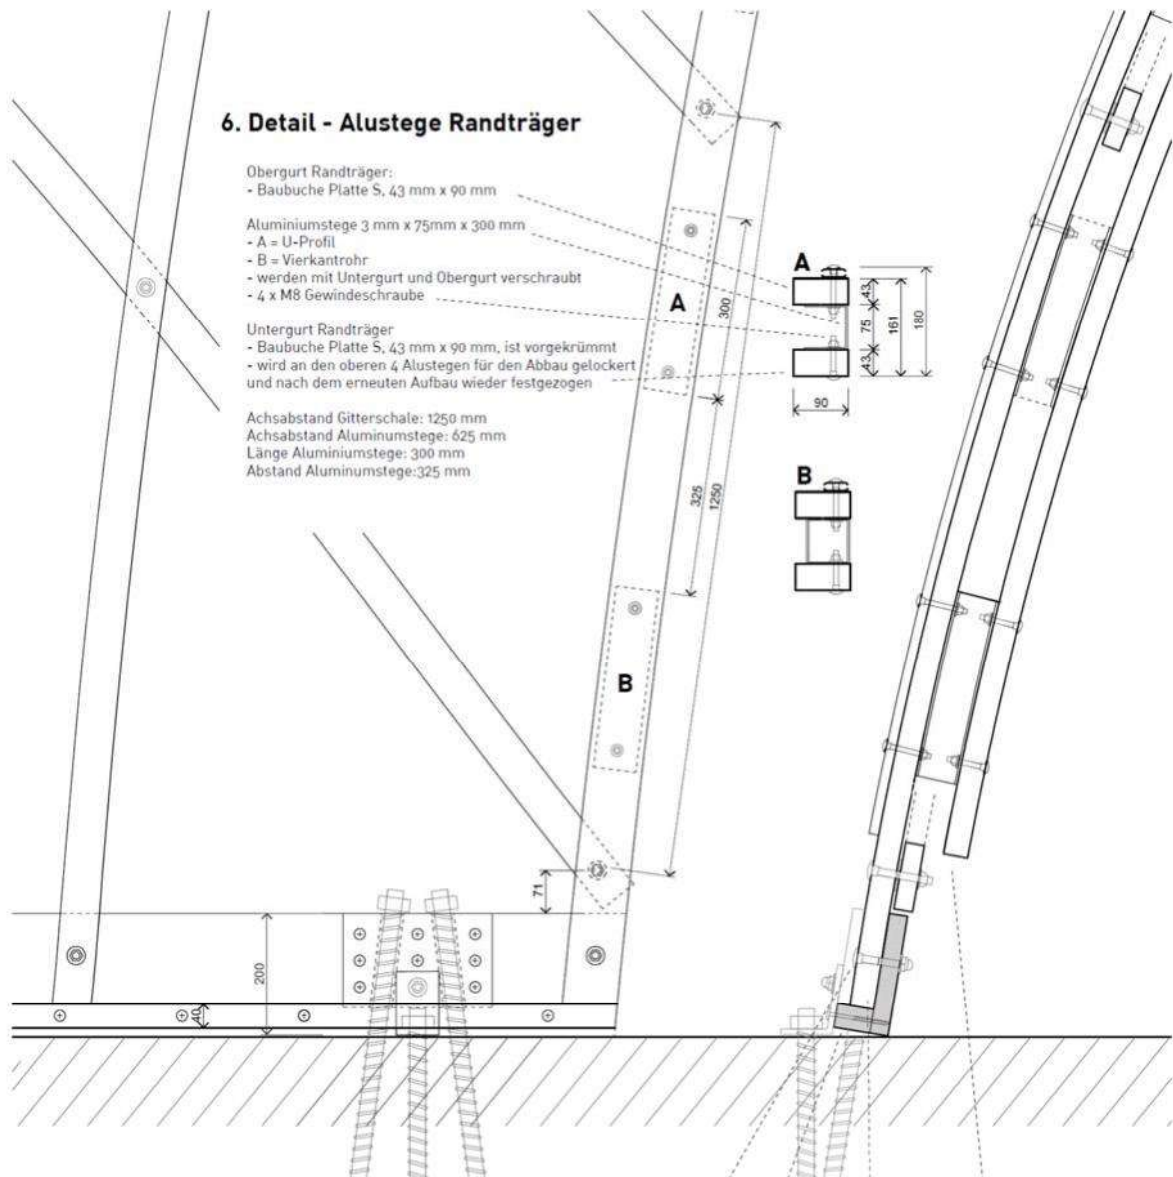 6. Detail - Alustege Randträger
Obergurt Randträger:
- Baubuche Platte S, 43 mm x 90 mm
Aluminiumstege 3 mm x 75mm x 300 mm
- A = U-Profil
- B = Vierkantrohr
- werden mit Untergurt und Obergurt verschraubt
- 4 x M8 Gewindeschraube
Untergurt Randträger
- Baubuche Platte S, 43 mm x 90 mm, ist vorgekrümmt
- wird an den oberen 4 Alustegen für den Abbau gelockert
und nach dem erneuten Aufbau wieder festgezogen
Achsabstand Gitterschale: 1250 mm
Achsabstand Aluminumstege: 625 mm
Länge Aluminiumstege: 300 mm
Abstand Aluminumstege:325 mm
A
300
325
1250
B
71
200
40
A
43
75
43
161
180
90
B